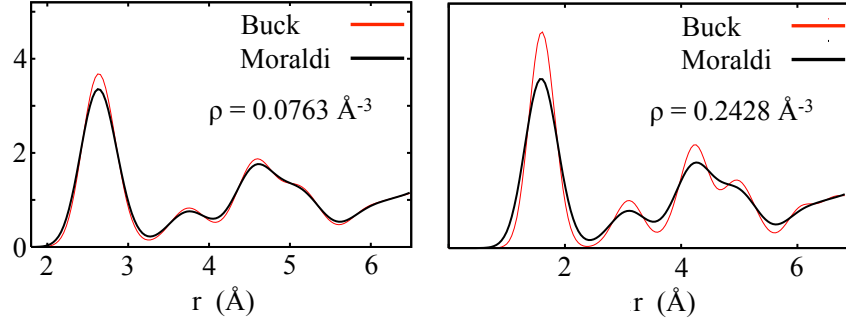 Buck
Moraldi
ρ = 0.0763 Å-3
4
2
0
2 3 4 5 6
r (Å)
Buck
Moraldi
ρ = 0.2428 Å-3
2 4 6
r (Å)